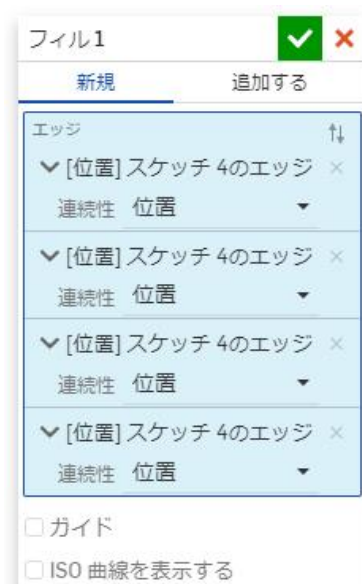 フィル 1
新規 追加する
エッジ
[位置] スケッチ 4のエッジ
連続性 位置
[位置] スケッチ 4のエッジ
連続性 位置
[位置] スケッチ 4のエッジ
連続性 位置
[位置] スケッチ 4のエッジ
連続性 位置
ガイド
ISO 曲線を表示する